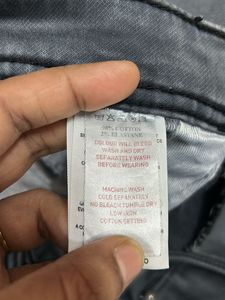 98% COTTON
2% ELASTANE
COLOUR WILL BLEED
WASH AND DRY
SEPARATELY WASH
BEFORE WEARING
MACHINE WASH
COLD SEPARATELY
NO BLEACH TUMBLE DRY
LOW IRON
COTTON SETTING